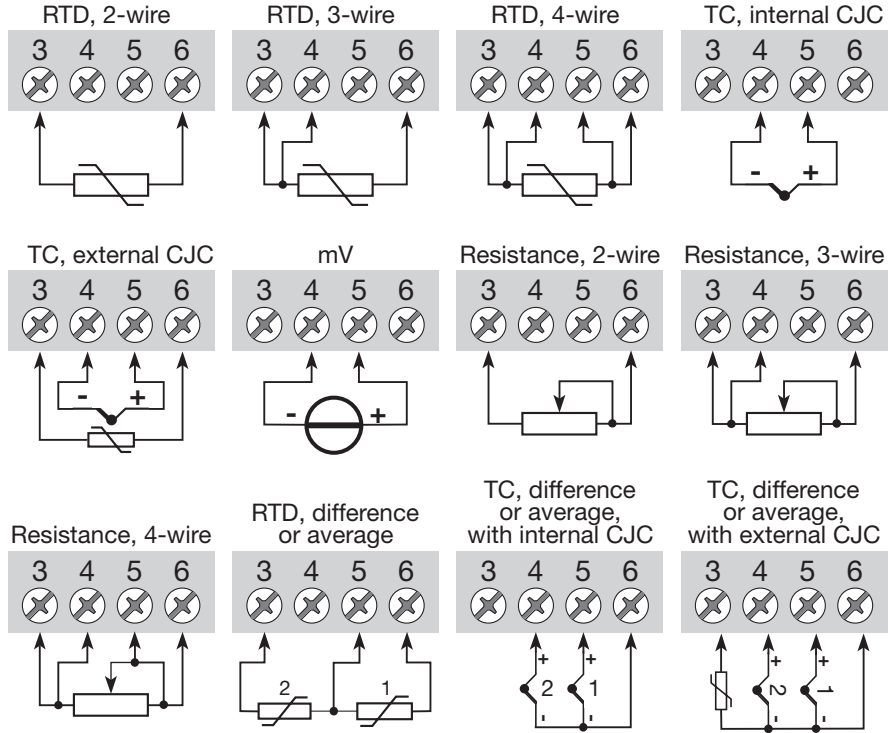 RTD, 2-wire
3 4 5 6
RTD, 3-wire
3 4 5 6
RTD, 4-wire
3 4 5 6
TC, internal CJC
3 4 5 6
- +
TC, external CJC
3 4 5 6
- +
mV
3 4 5 6
- +
Resistance, 2-wire
3 4 5 6
Resistance, 3-wire
3 4 5 6
Resistance, 4-wire
3 4 5 6
RTD, difference
or average
3 4 5 6
2 1
TC, difference
or average,
with internal CJC
3 4 5 6
+ +
2 1
- -
TC, difference
or average,
with external CJC
3 4 5 6
+ +
2 1
- -